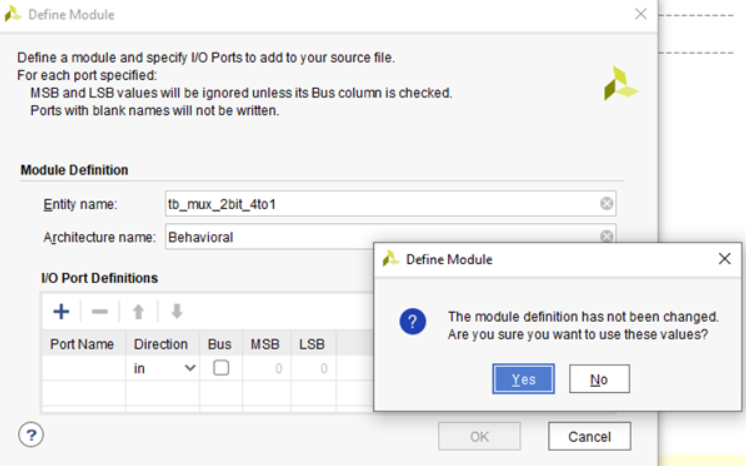 Define Module
Define a module and specify I/O Ports to add to your source file.
For each port specified:
MSB and LSB values will be ignored unless its Bus column is checked.
Ports with blank names will not be written.
Module Definition
Entity name: tb_mux_2bit_4to1
Architecture name: Behavioral
I/O Port Definitions
Port Name Direction Bus MSB LSB
in 0 0
? OK Cancel
Define Module
? The module definition has not been changed.
Are you sure you want to use these values?
Yes No